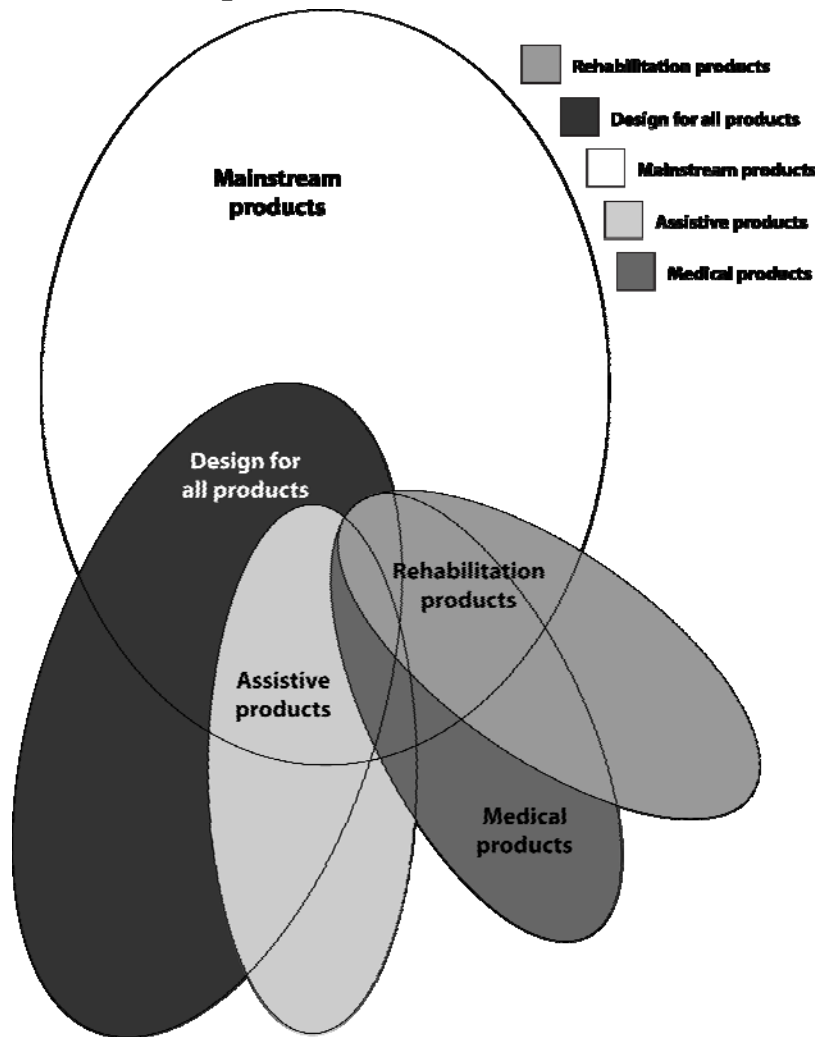 Rehabilitation products
Design for all products
Mainstream products
Assistive products
Medical products
Mainstream
products
Design for
all products
Rehabilitation
products
Assistive
products
Medical
products